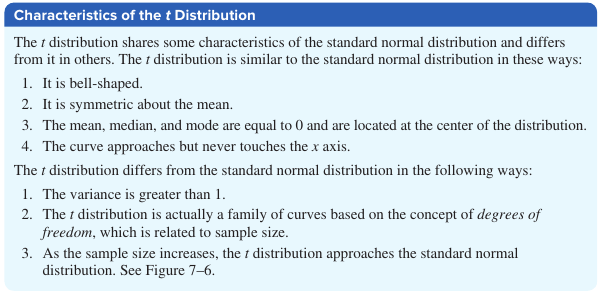 Characteristics of the t Distribution
The t distribution shares some characteristics of the standard normal distribution and differs
from it in others. The t distribution is similar to the standard normal distribution in these ways:
1. It is bell-shaped.
2. It is symmetric about the mean.
3. The mean, median, and mode are equal to 0 and are located at the center of the distribution.
4. The curve approaches but never touches the x axis.
The t distribution differs from the standard normal distribution in the following ways:
1. The variance is greater than 1.
2. The t distribution is actually a family of curves based on the concept of degrees of
freedom, which is related to sample size.
3. As the sample size increases, the t distribution approaches the standard normal
distribution. See Figure 7–6.